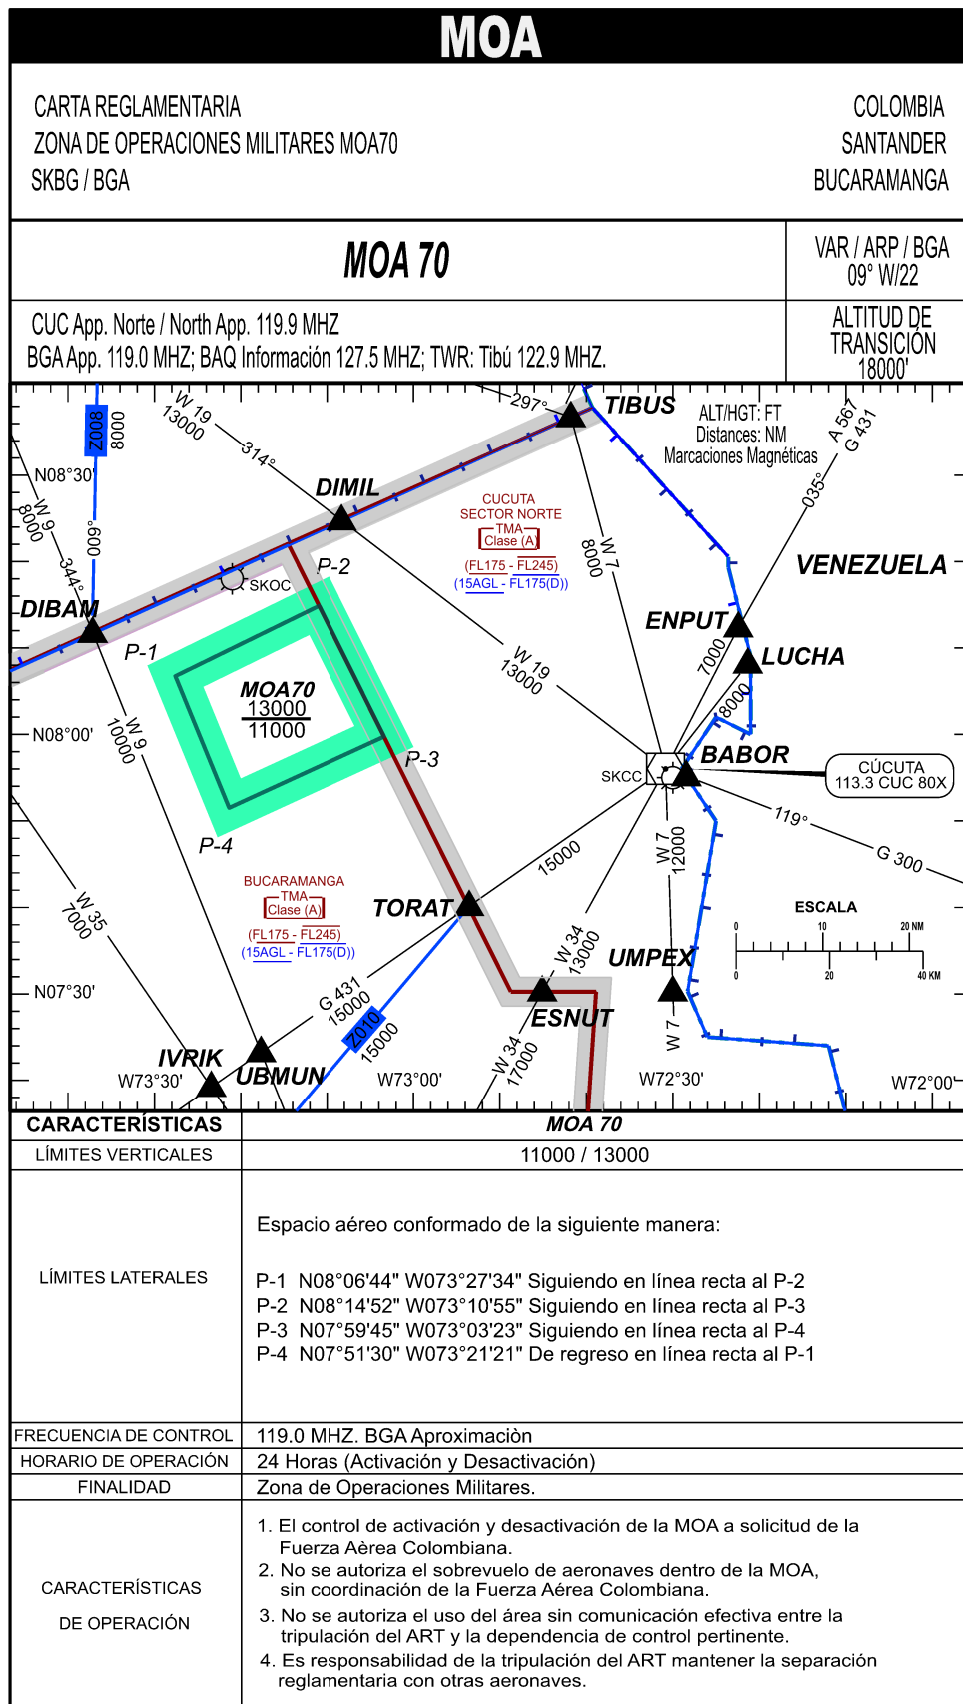 MOA
CARTA REGLAMENTARIA
ZONA DE OPERACIONES MILITARES MOA70
SKBG / BGA
COLOMBIA
SANTANDER
BUCARAMANGA
MOA 70
VAR / ARP / BGA
09° W/22
CUC App. Norte / North App. 119.9 MHZ
BGA App. 119.0 MHZ; BAQ Información 127.5 MHZ; TWR: Tibú 122.9 MHZ.
ALTITUD DE
TRANSICIÓN
18000'
Z008
8000
W 19
13000
297°
TIBUS
ALT/HGT: FT
Distances: NM
Marcaciones Magnéticas
A 567
G 431
314°
035°
N08°30'
DIMIL
W 9
8000
009°
CUCUTA
SECTOR NORTE
TMA
Clase (A)
(FL175 - FL245)
(15AGL - FL175(D))
W 7
8000
344°
P-2
SKOC
VENEZUELA
DIBAM
ENPUT
P-1
7000
LUCHA
W 19
13000
MOA70
13000
11000
8000
W 9
10000
N08°00'
P-3
BABOR
SKCC
CÚCUTA
113.3 CUC 80X
119°
P-4
W 7
12000
15000
G 300
BUCARAMANGA
TMA
Clase (A)
(FL175 - FL245)
(15AGL - FL175(D))
W 35
7000
TORAT
ESCALA
0 10 20 NM
0 20 40 KM
W 34
13000
UMPEX
N07°30'
G 431
15000
ESNUT
Z010
15000
W 7
W 34
17000
IVRIK
UBMUN
W73°30'
W73°00'
W72°30'
W72°00'
CARACTERÍSTICAS
MOA 70
LÍMITES VERTICALES
11000 / 13000
LÍMITES LATERALES
Espacio aéreo conformado de la siguiente manera:
P-1 N08°06'44" W073°27'34" Siguiendo en línea recta al P-2
P-2 N08°14'52" W073°10'55" Siguiendo en línea recta al P-3
P-3 N07°59'45" W073°03'23" Siguiendo en línea recta al P-4
P-4 N07°51'30" W073°21'21" De regreso en línea recta al P-1
FRECUENCIA DE CONTROL
119.0 MHZ. BGA Aproximaciòn
HORARIO DE OPERACIÓN
24 Horas (Activación y Desactivación)
FINALIDAD
Zona de Operaciones Militares.
CARACTERÍSTICAS
DE OPERACIÓN
1. El control de activación y desactivación de la MOA a solicitud de la
Fuerza Aèrea Colombiana.
2. No se autoriza el sobrevuelo de aeronaves dentro de la MOA,
sin coordinación de la Fuerza Aérea Colombiana.
3. No se autoriza el uso del área sin comunicación efectiva entre la
tripulación del ART y la dependencia de control pertinente.
4. Es responsabilidad de la tripulación del ART mantener la separación
reglamentaria con otras aeronaves.